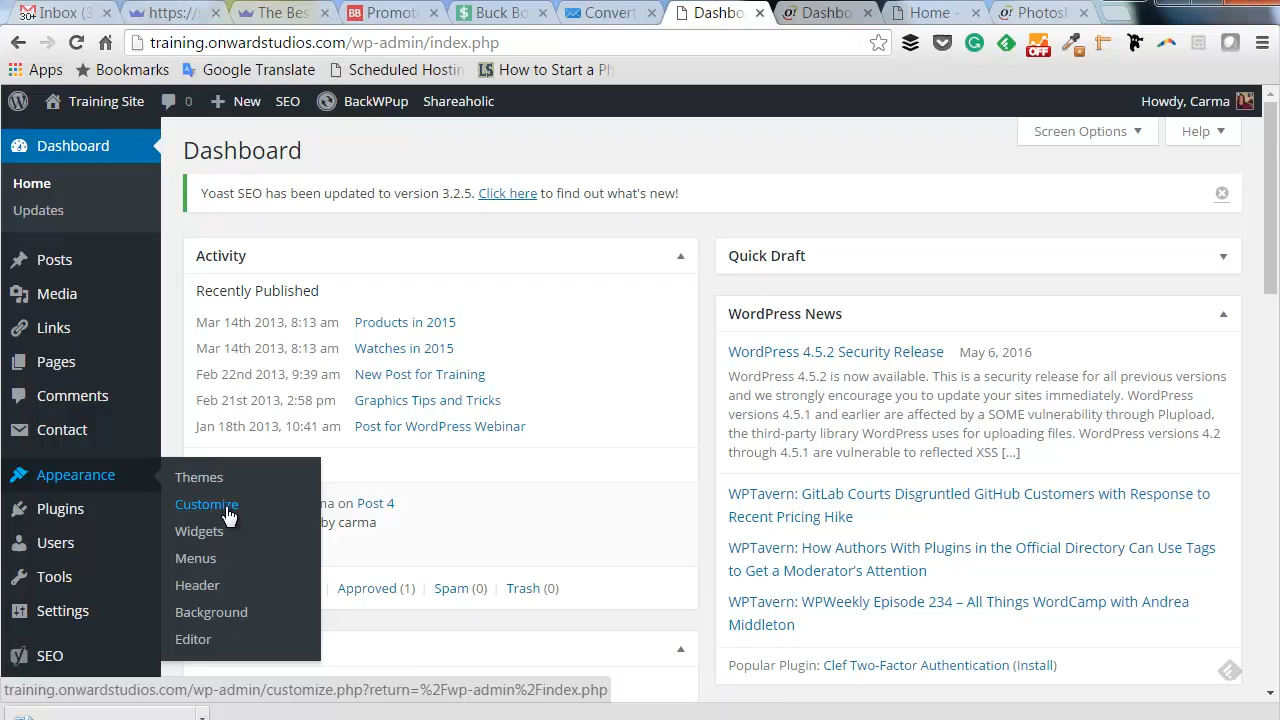 Inbox (3
https://
The Bes
Promot
Buck Bo
Convert
Dashbo
Dashbo
Home -
Photos
training.onwardstudios.com/wp-admin/index.php
OFF
Apps
Bookmarks
Google Translate
Scheduled Hostin
How to Start a Ph
Training Site
0
New
SEO
BackWPup
Shareaholic
Howdy, Carma
Dashboard
Home
Updates
Posts
Media
Links
Pages
Comments
Contact
Appearance
Plugins
Users
Tools
Settings
SEO
Themes
Customize
Widgets
Menus
Header
Background
Editor
Dashboard
Screen Options
Help
Yoast SEO has been updated to version 3.2.5. Click here to find out what's new!
Activity
Recently Published
Mar 14th 2013, 8:13 am Products in 2015
Mar 14th 2013, 8:13 am Watches in 2015
Feb 22nd 2013, 9:39 am New Post for Training
Feb 21st 2013, 2:58 pm Graphics Tips and Tricks
Jan 18th 2013, 10:41 am Post for WordPress Webinar
na on Post 4
by carma
Approved (1) | Spam (0) | Trash (0)
Quick Draft
WordPress News
WordPress 4.5.2 Security Release May 6, 2016
WordPress 4.5.2 is now available. This is a security release for all previous versions
and we strongly encourage you to update your sites immediately. WordPress
versions 4.5.1 and earlier are affected by a SOME vulnerability through Plupload,
the third-party library WordPress uses for uploading files. WordPress versions 4.2
through 4.5.1 are vulnerable to reflected XSS […]
WPTavern: GitLab Courts Disgruntled GitHub Customers with Response to
Recent Pricing Hike
WPTavern: How Authors With Plugins in the Official Directory Can Use Tags
to Get a Moderator's Attention
WPTavern: WPWeekly Episode 234 – All Things WordCamp with Andrea
Middleton
Popular Plugin: Clef Two-Factor Authentication (Install)
training.onwardstudios.com/wp-admin/customize.php?return=%2Fwp-admin%2Findex.php